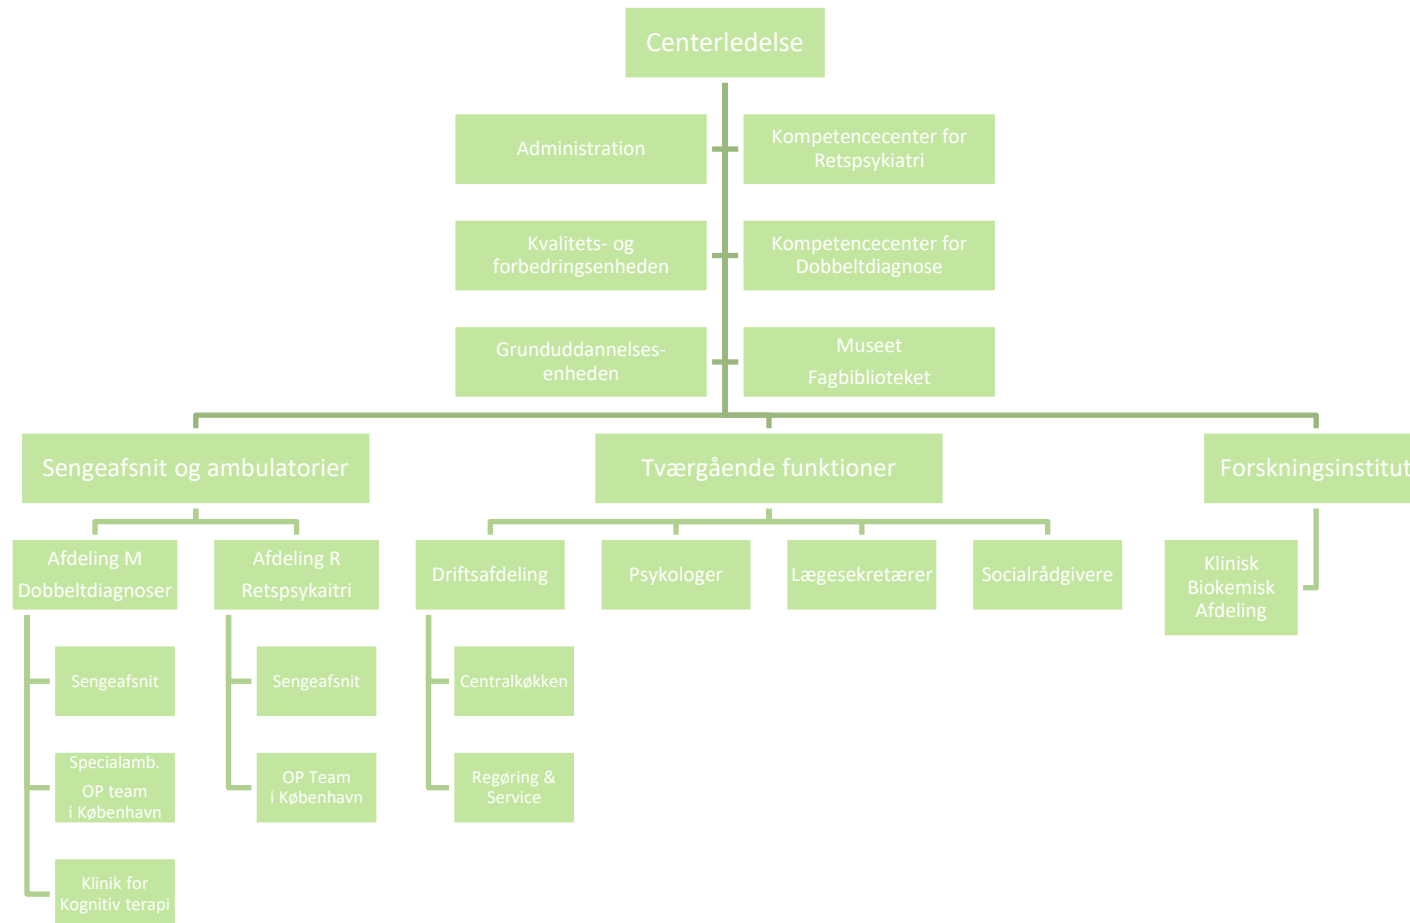 Centerledelse
Administration
Kompetencecenter for
Retspsykiatri
Kvalitets- og
forbedringsenheden
Kompetencecenter for
Dobbeltdiagnose
Grunduddannelses-
enheden
Museet
Fagbiblioteket
Sengeafsnit og ambulatorier
Tværgående funktioner
Forskningsinstitut
Afdeling M
Dobbeltdiagnoser
Afdeling R
Retspsykaitri
Driftsafdeling
Psykologer
Lægesekretærer
Socialrådgivere
Klinisk
Biokemisk
Afdeling
Sengeafsnit
Sengeafsnit
Centralkøkken
Specialamb.
OP team
i København
OP Team
i København
Regøring &
Service
Klinik for
Kognitiv terapi